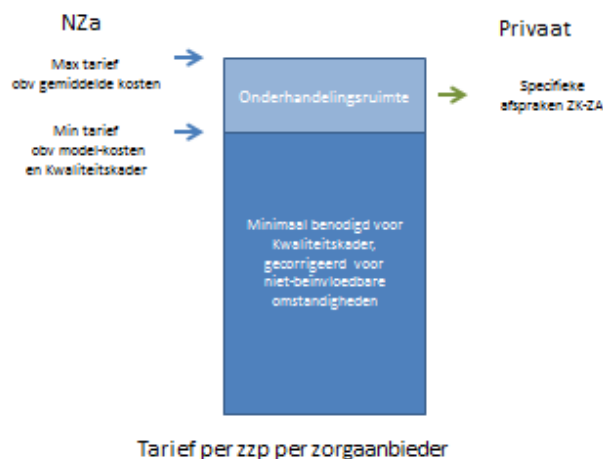 NZa
Max tarief
obv gemiddelde kosten
Min tarief
obv model-kosten
en Kwaliteitskader
Onderhandelingsruimte
Minimaal benodigd voor
Kwaliteitskader,
gecorrigeerd voor
niet-beïnvloedbare
omstandigheden
Privaat
Specifieke
afspraken ZK-ZA
Tarief per zzp per zorgaanbieder